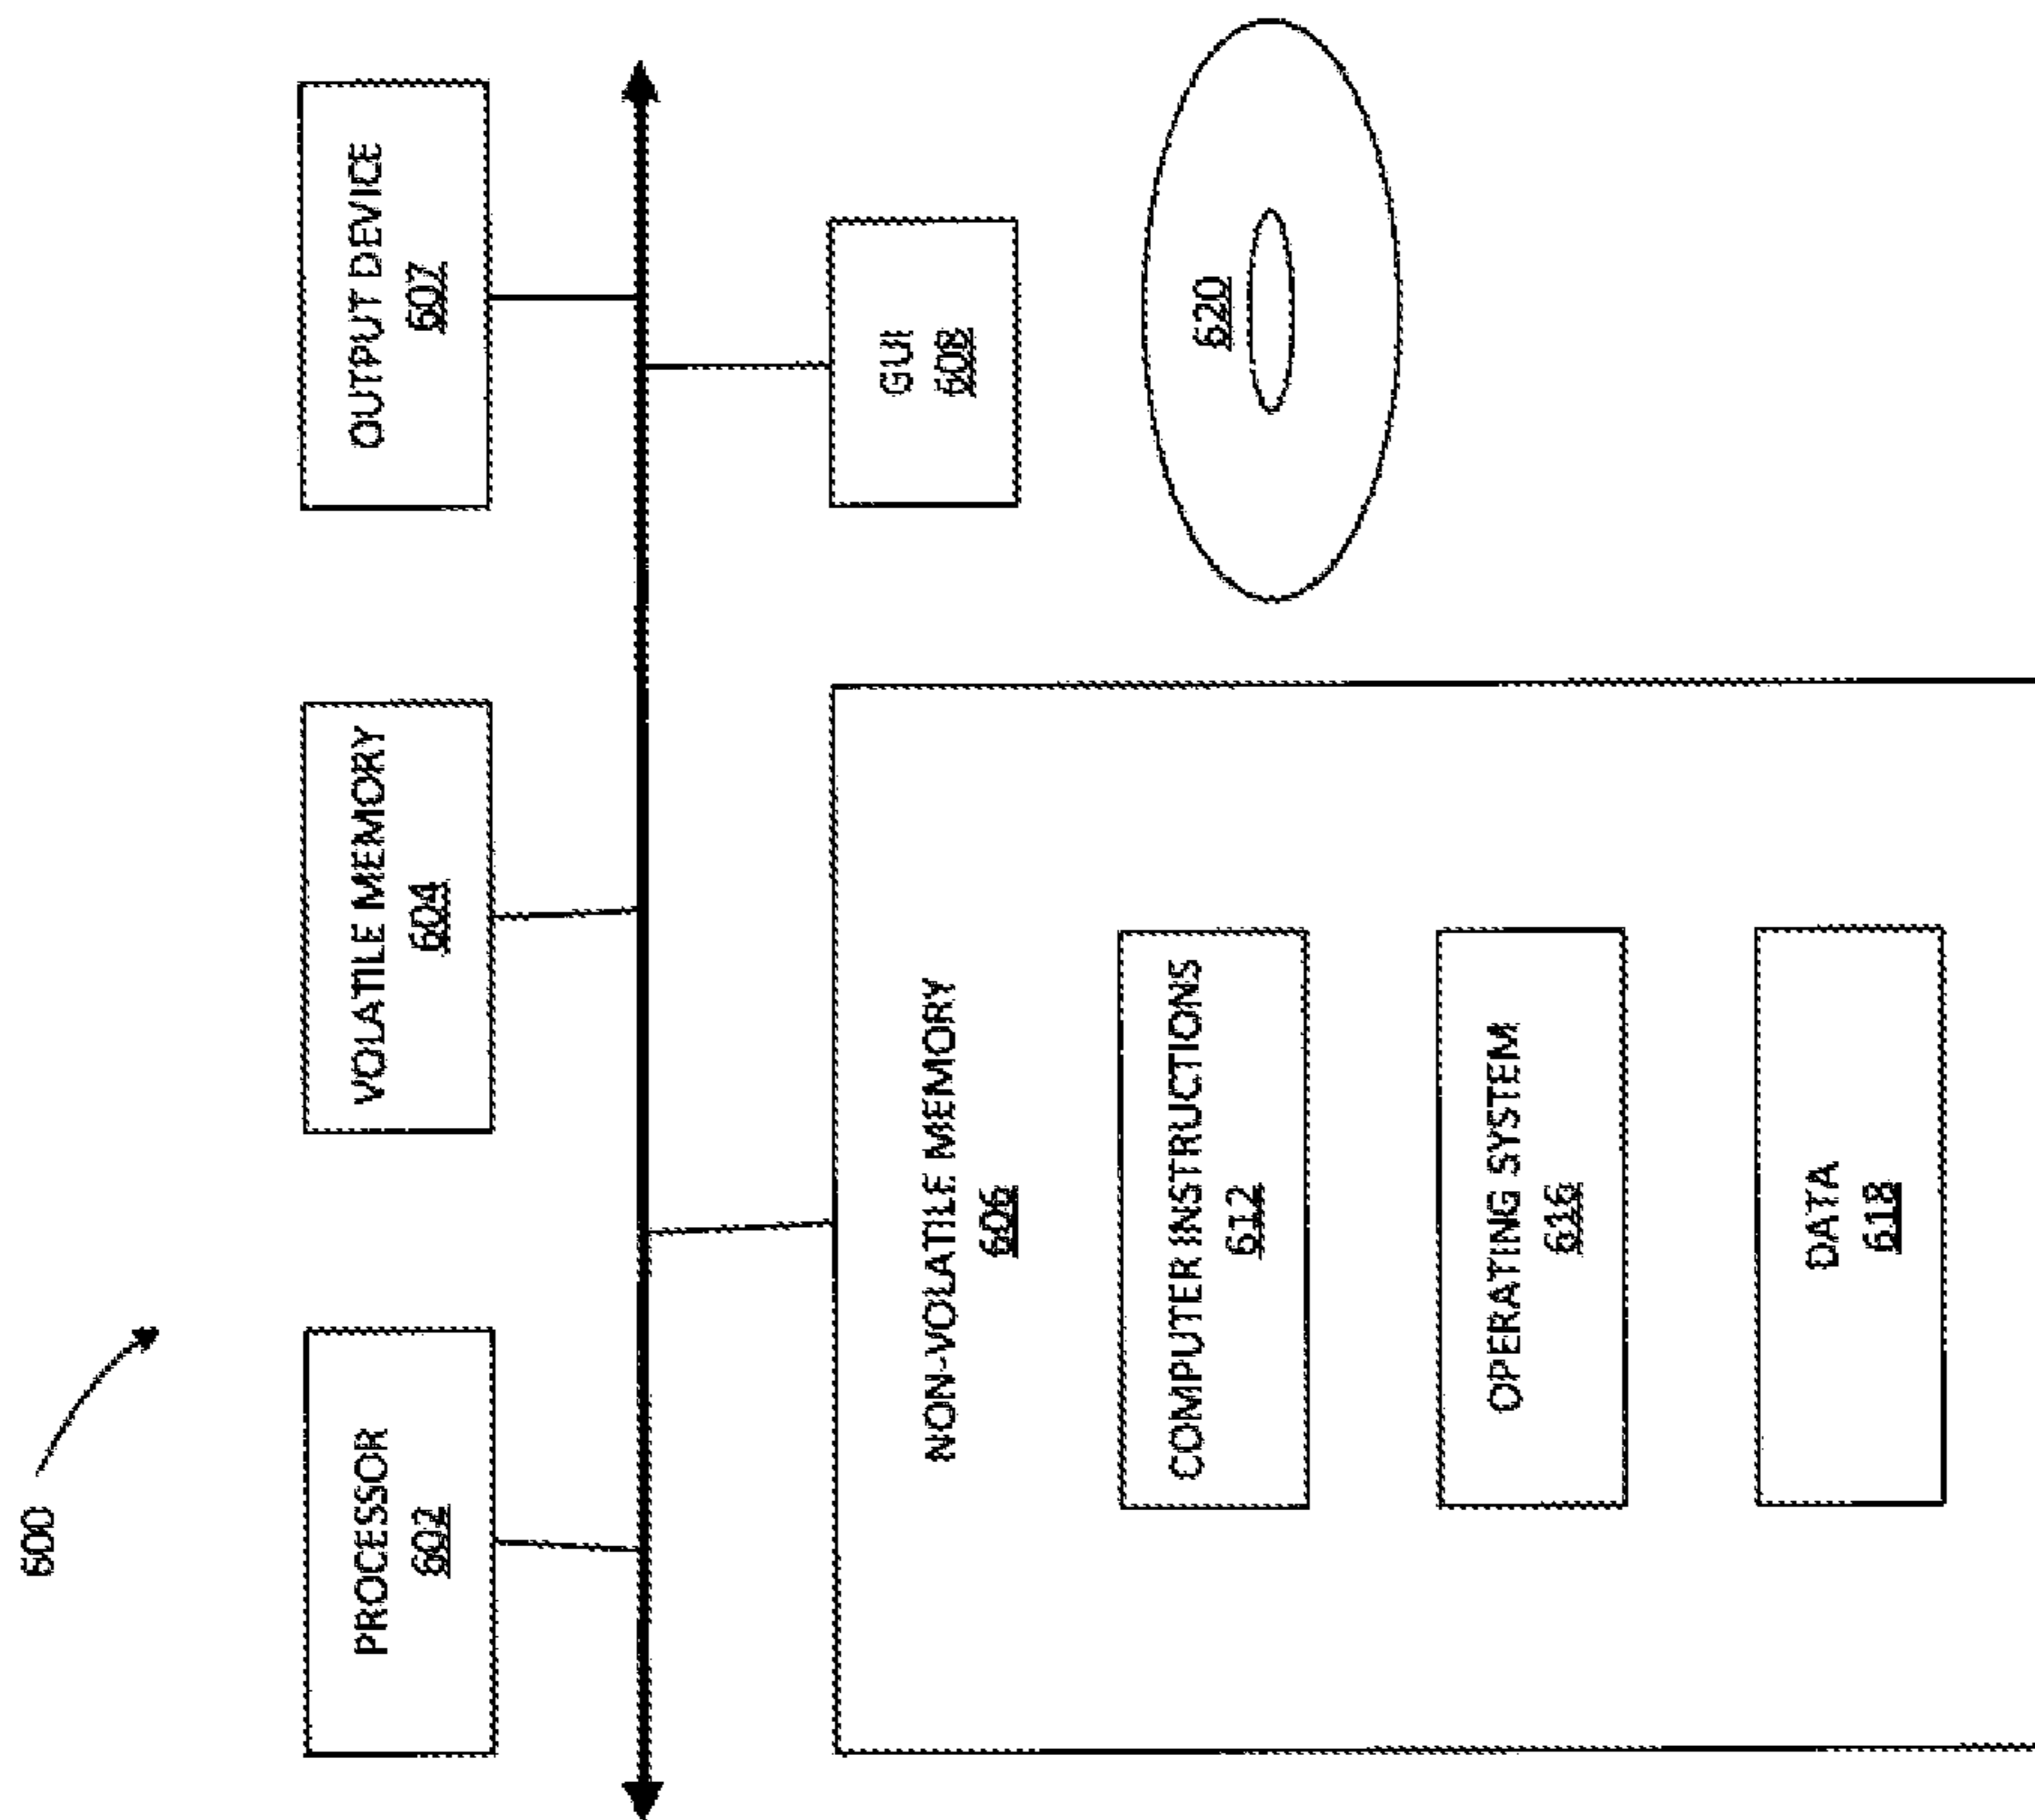 600
PROCESSOR
602
VOLATILE MEMORY
604
OUTPUT DEVICE
607
NON-VOLATILE MEMORY
606
COMPUTER INSTRUCTIONS
612
OPERATING SYSTEM
616
DATA
618
GUI
608
620